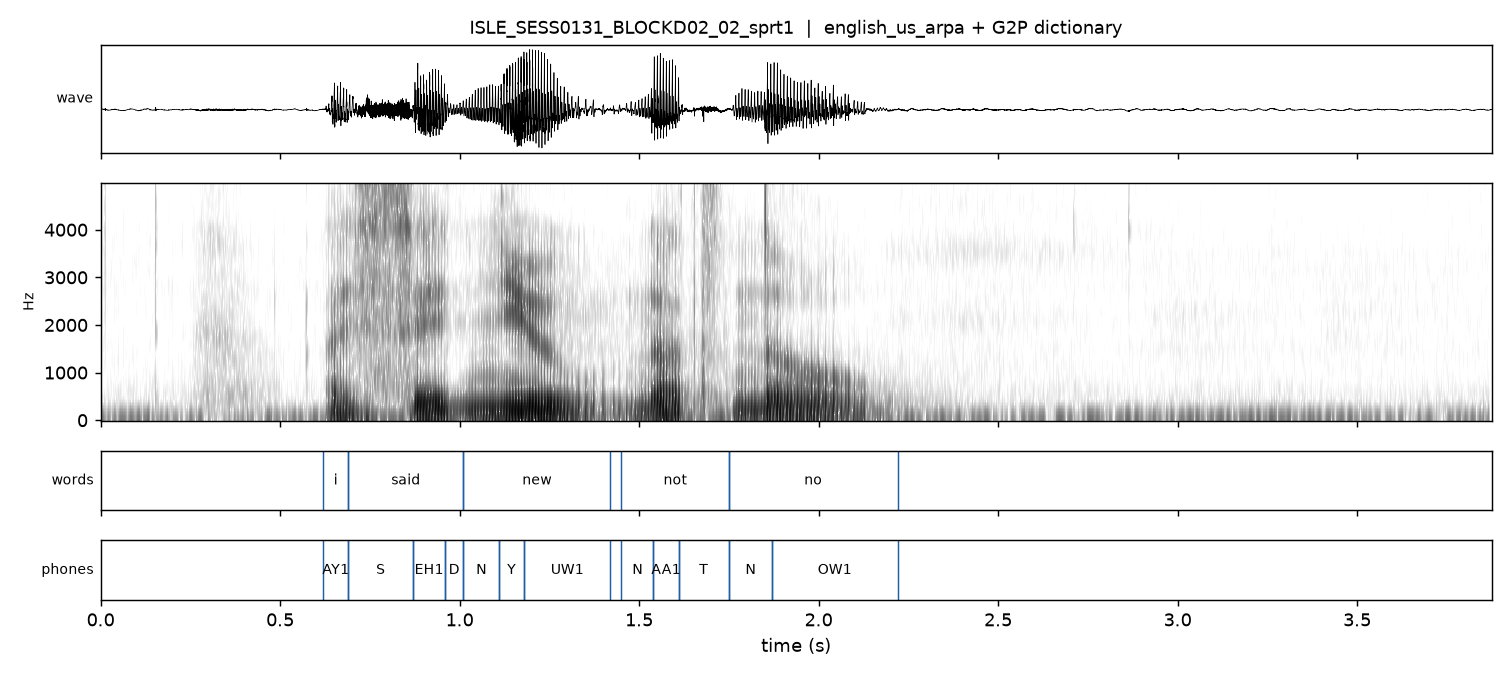 ISLE_SESS0131_BLOCKD02_02_sprt1 | english_us_arpa + G2P dictionary
wave
4000
3000
2000
1000
0
Hz
words
i said new not no
phones
AY1 S EH1 D N Y UW1 N AA1 T N OW1
0.0 0.5 1.0 1.5 2.0 2.5 3.0 3.5
time (s)